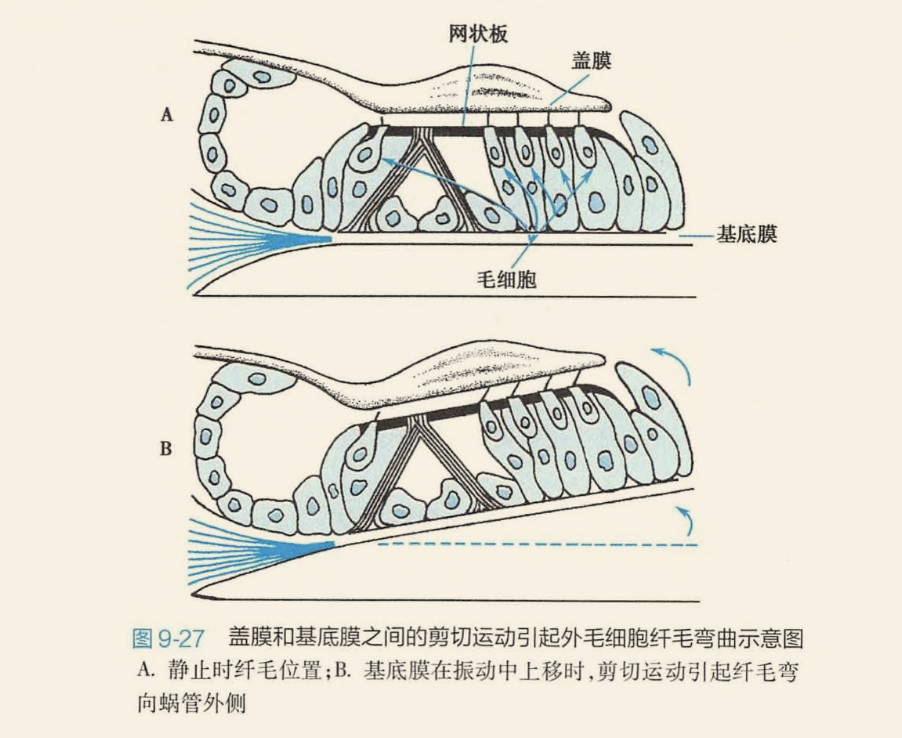 网状板
盖膜
A
基底膜
毛细胞
B
图 9-27 盖膜和基底膜之间的剪切运动引起外毛细胞纤毛弯曲示意图
A. 静止时纤毛位置;B. 基底膜在振动中上移时,剪切运动引起纤毛弯
向蜗管外侧